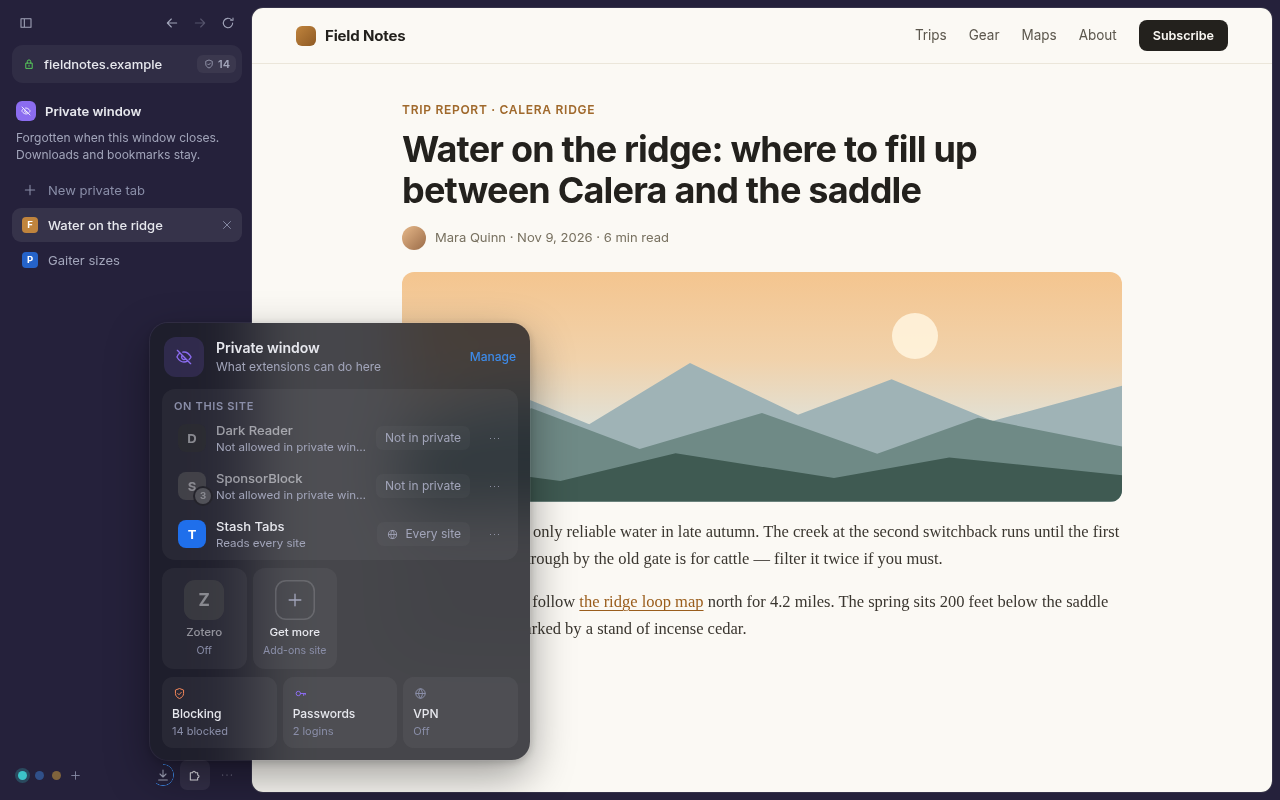 fieldnotes.example
14
Private window
Forgotten when this window closes.
Downloads and bookmarks stay.
New private tab
F
Water on the ridge
P
Gaiter sizes
Field Notes
Trips
Gear
Maps
About
Subscribe
TRIP REPORT · CALERA RIDGE
Water on the ridge: where to fill up
between Calera and the saddle
Mara Quinn · Nov 9, 2026 · 6 min read
only reliable water in late autumn. The creek at the second switchback runs until the first
rough by the old gate is for cattle — filter it twice if you must.
follow the ridge loop map north for 4.2 miles. The spring sits 200 feet below the saddle
rked by a stand of incense cedar.
Private window
What extensions can do here
Manage
ON THIS SITE
D
Dark Reader
Not allowed in private win...
Not in private
S
3
SponsorBlock
Not allowed in private win...
Not in private
T
Stash Tabs
Reads every site
Every site
Z
Zotero
Off
Get more
Add-ons site
Blocking
14 blocked
Passwords
2 logins
VPN
Off